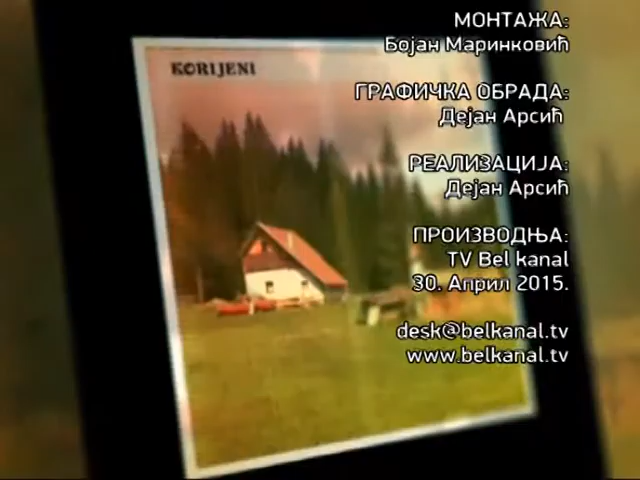 KORIJENI
МОНТАЖА:
Бојан Маринковић
ГРАФИЧКА ОБРАДА:
Дејан Арсић
РЕАЛИЗАЦИЈА:
Дејан Арсић
ПРОИЗВОДЊА:
TV Bel kanal
30. Април 2015.
desk@belkanal.tv
www.belkanal.tv